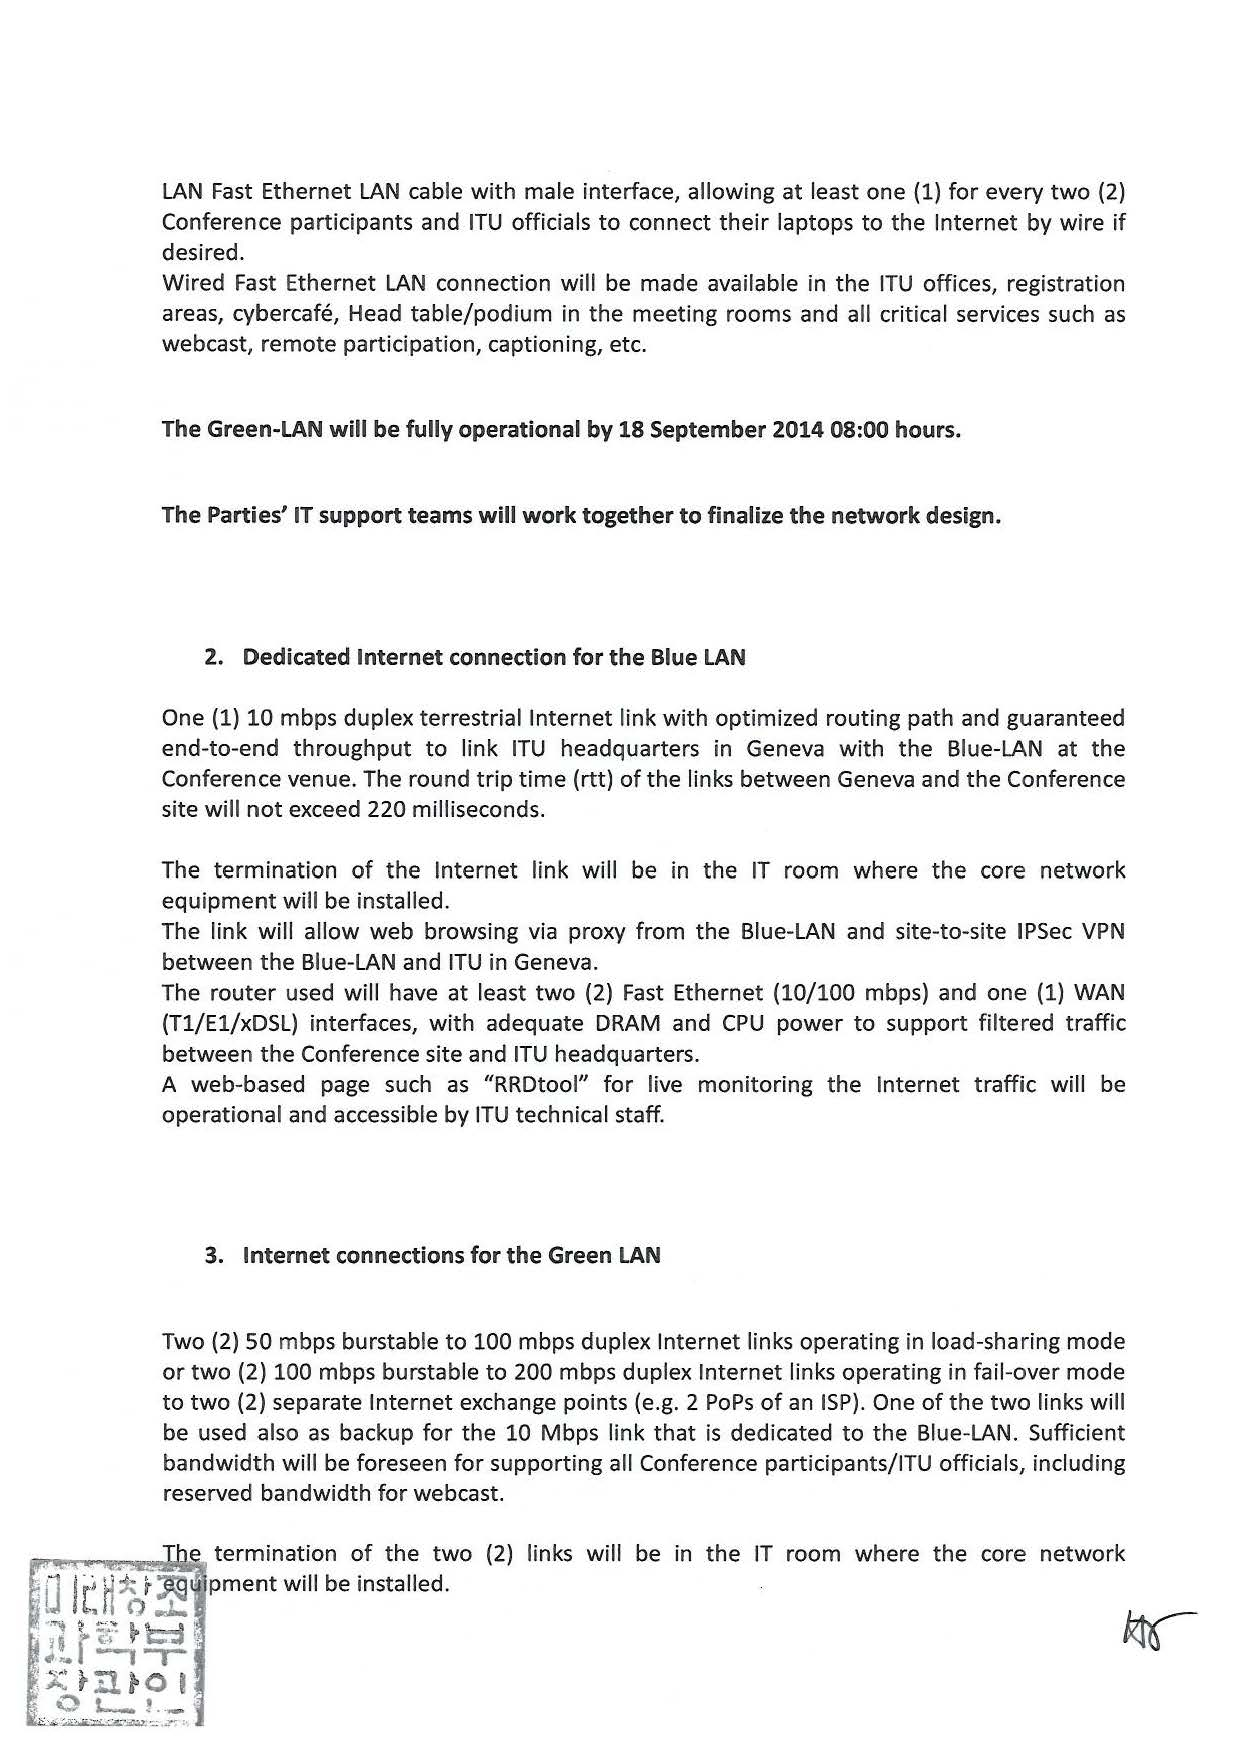 LAN Fast Ethernet LAN cable with male interface, allowing at least one (1) for every two (2)
Conference participants and ITU officials to connect their laptops to the Internet by wire if
desired.
Wired Fast Ethernet LAN connection will be made available in the ITU offices, registration
areas, cybercafé, Head table/podium in the meeting rooms and all critical services such as
webcast, remote participation, captioning, etc.
The Green-LAN will be fully operational by 18 September 2014 08:00 hours.
The Parties’ IT support teams will work together to finalize the network design.
2. Dedicated Internet connection for the Blue LAN
One (1) 10 mbps duplex terrestrial Internet link with optimized routing path and guaranteed
end-to-end throughput to link ITU headquarters in Geneva with the Blue-LAN at the
Conference venue. The round trip time (rtt) of the links between Geneva and the Conference
site will not exceed 220 milliseconds.
The termination of the Internet link will be in the IT room where the core network
equipment will be installed.
The link will allow web browsing via proxy from the Blue-LAN and site-to-site IPSec VPN
between the Blue-LAN and ITU in Geneva.
The router used will have at least two (2) Fast Ethernet (10/100 mbps) and one (1) WAN
(T1/E1/xDSL) interfaces, with adequate DRAM and CPU power to support filtered traffic
between the Conference site and ITU headquarters.
A web-based page such as “RRDtool” for live monitoring the Internet traffic will be
operational and accessible by ITU technical staff.
3. Internet connections for the Green LAN
Two (2) 50 mbps burstable to 100 mbps duplex Internet links operating in load-sharing mode
or two (2) 100 mbps burstable to 200 mbps duplex Internet links operating in fail-over mode
to two (2) separate Internet exchange points (e.g. 2 PoPs of an ISP). One of the two links will
be used also as backup for the 10 Mbps link that is dedicated to the Blue-LAN. Sufficient
bandwidth will be foreseen for supporting all Conference participants/ITU officials, including
reserved bandwidth for webcast.
The termination of the two (2) links will be in the IT room where the core network
equipment will be installed.
미래창조
과학부
장관인